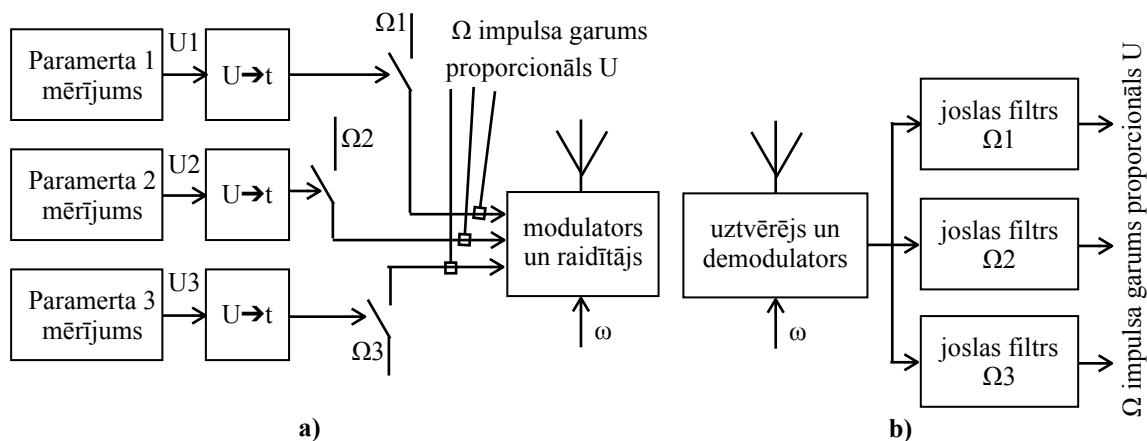 Paramerta 1
mērījums
U1
U➔t
Ω1
Ω impulsa garums
proporcionāls U
Paramerta 2
mērījums
U2
U➔t
Ω2
Paramerta 3
mērījums
U3
U➔t
Ω3
modulators
un raidītājs
ω
a)
uztvērējs un
demodulators
ω
joslas filtrs
Ω1
joslas filtrs
Ω2
joslas filtrs
Ω3
Ω impulsa garums proporcionāls U
b)